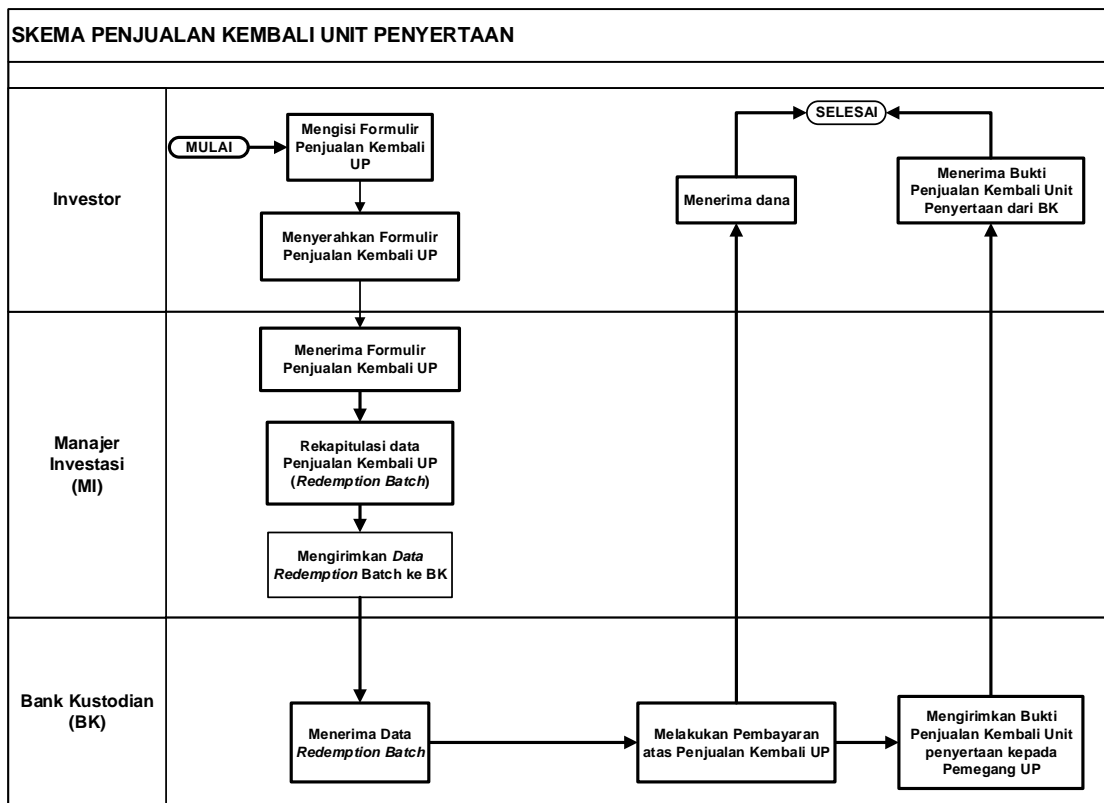 SKEMA PENJUALAN KEMBALI UNIT PENYERTAAN
Investor
MULAI
Mengisi Formulir
Penjualan Kembali
UP
Menyerahkan Formulir
Penjualan Kembali UP
SELESAI
Menerima dana
Menerima Bukti
Penjualan Kembali Unit
Penyertaan dari BK
Manajer
Investasi
(MI)
Menerima Formulir
Penjualan Kembali UP
Rekapitulasi data
Penjualan Kembali UP
(Redemption Batch)
Mengirimkan Data
Redemption Batch ke BK
Bank Kustodian
(BK)
Menerima Data
Redemption Batch
Melakukan Pembayaran
atas Penjualan Kembali UP
Mengirimkan Bukti
Penjualan Kembali Unit
penyertaan kepada
Pemegang UP